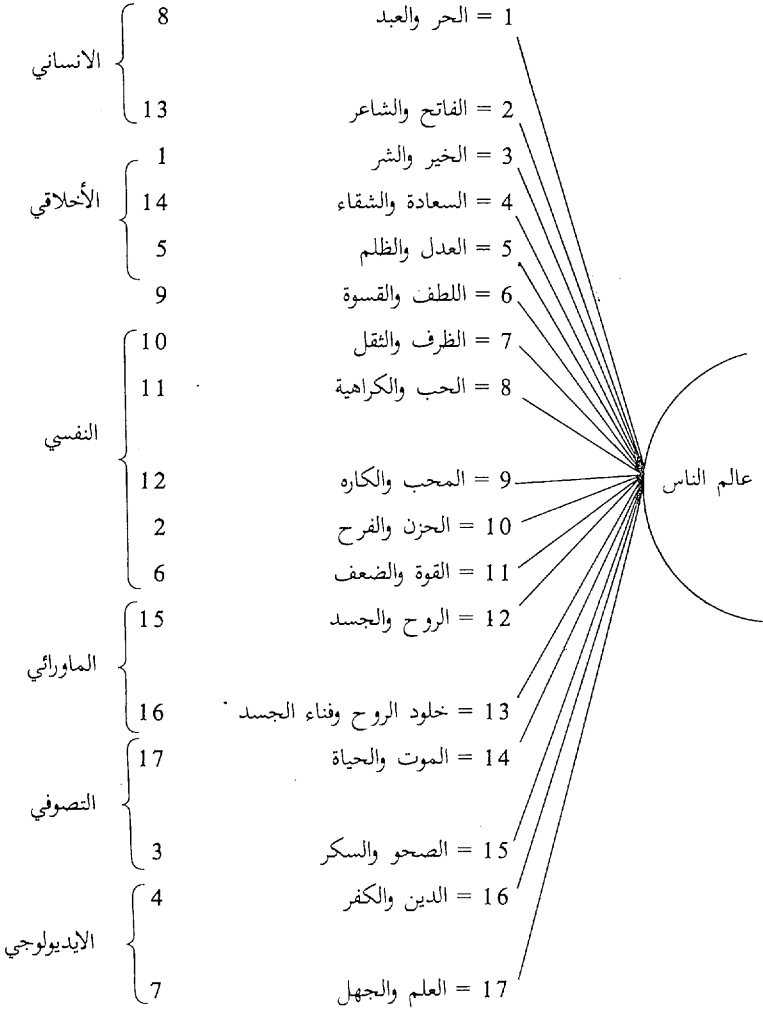 1 = الحر والعبد 8
الانساني
2 = الفاتح والشاعر 13
3 = الخير والشر 1
4 = السعادة والشقاء 14 الأخلاقي
5 = العدل والظلم 5
6 = اللطف والقسوة 9
7 = الظرف والثقل 10
8 = الحب والكراهية 11
النفسي
عالم الناس
9 = المحب والكاره 12
10 = الحزن والفرح 2
11 = القوة والضعف 6
12 = الروح والجسد 15
الماورائي
13 = خلود الروح وفناء الجسد 16
14 = الموت والحياة 17
التصوفي
15 = الصحو والسكر 3
16 = الدين والكفر 4
الايديولوجي
17 = العلم والجهل 7